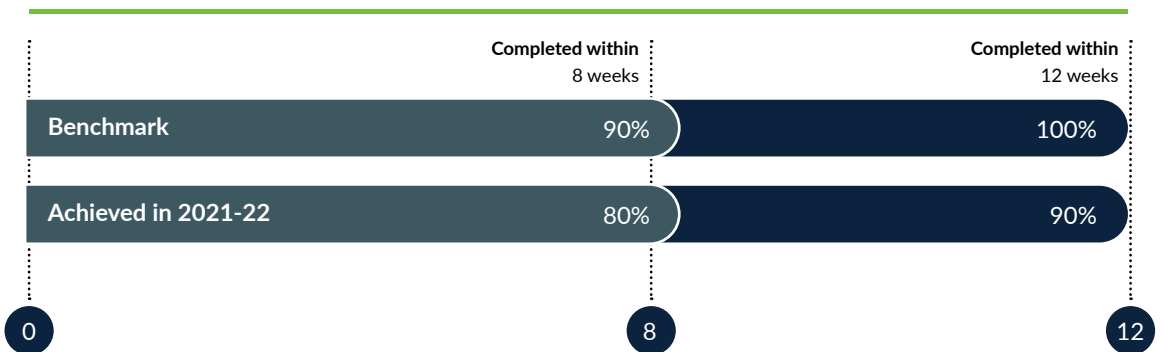 Completed within
8 weeks
Completed within
12 weeks
Benchmark
90%
100%
Achieved in 2021-22
80%
90%
0
8
12